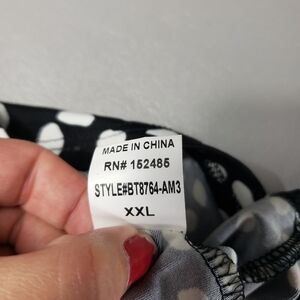 MADE IN CHINA
RN# 152485
STYLE#BT8764-AM3
XXL